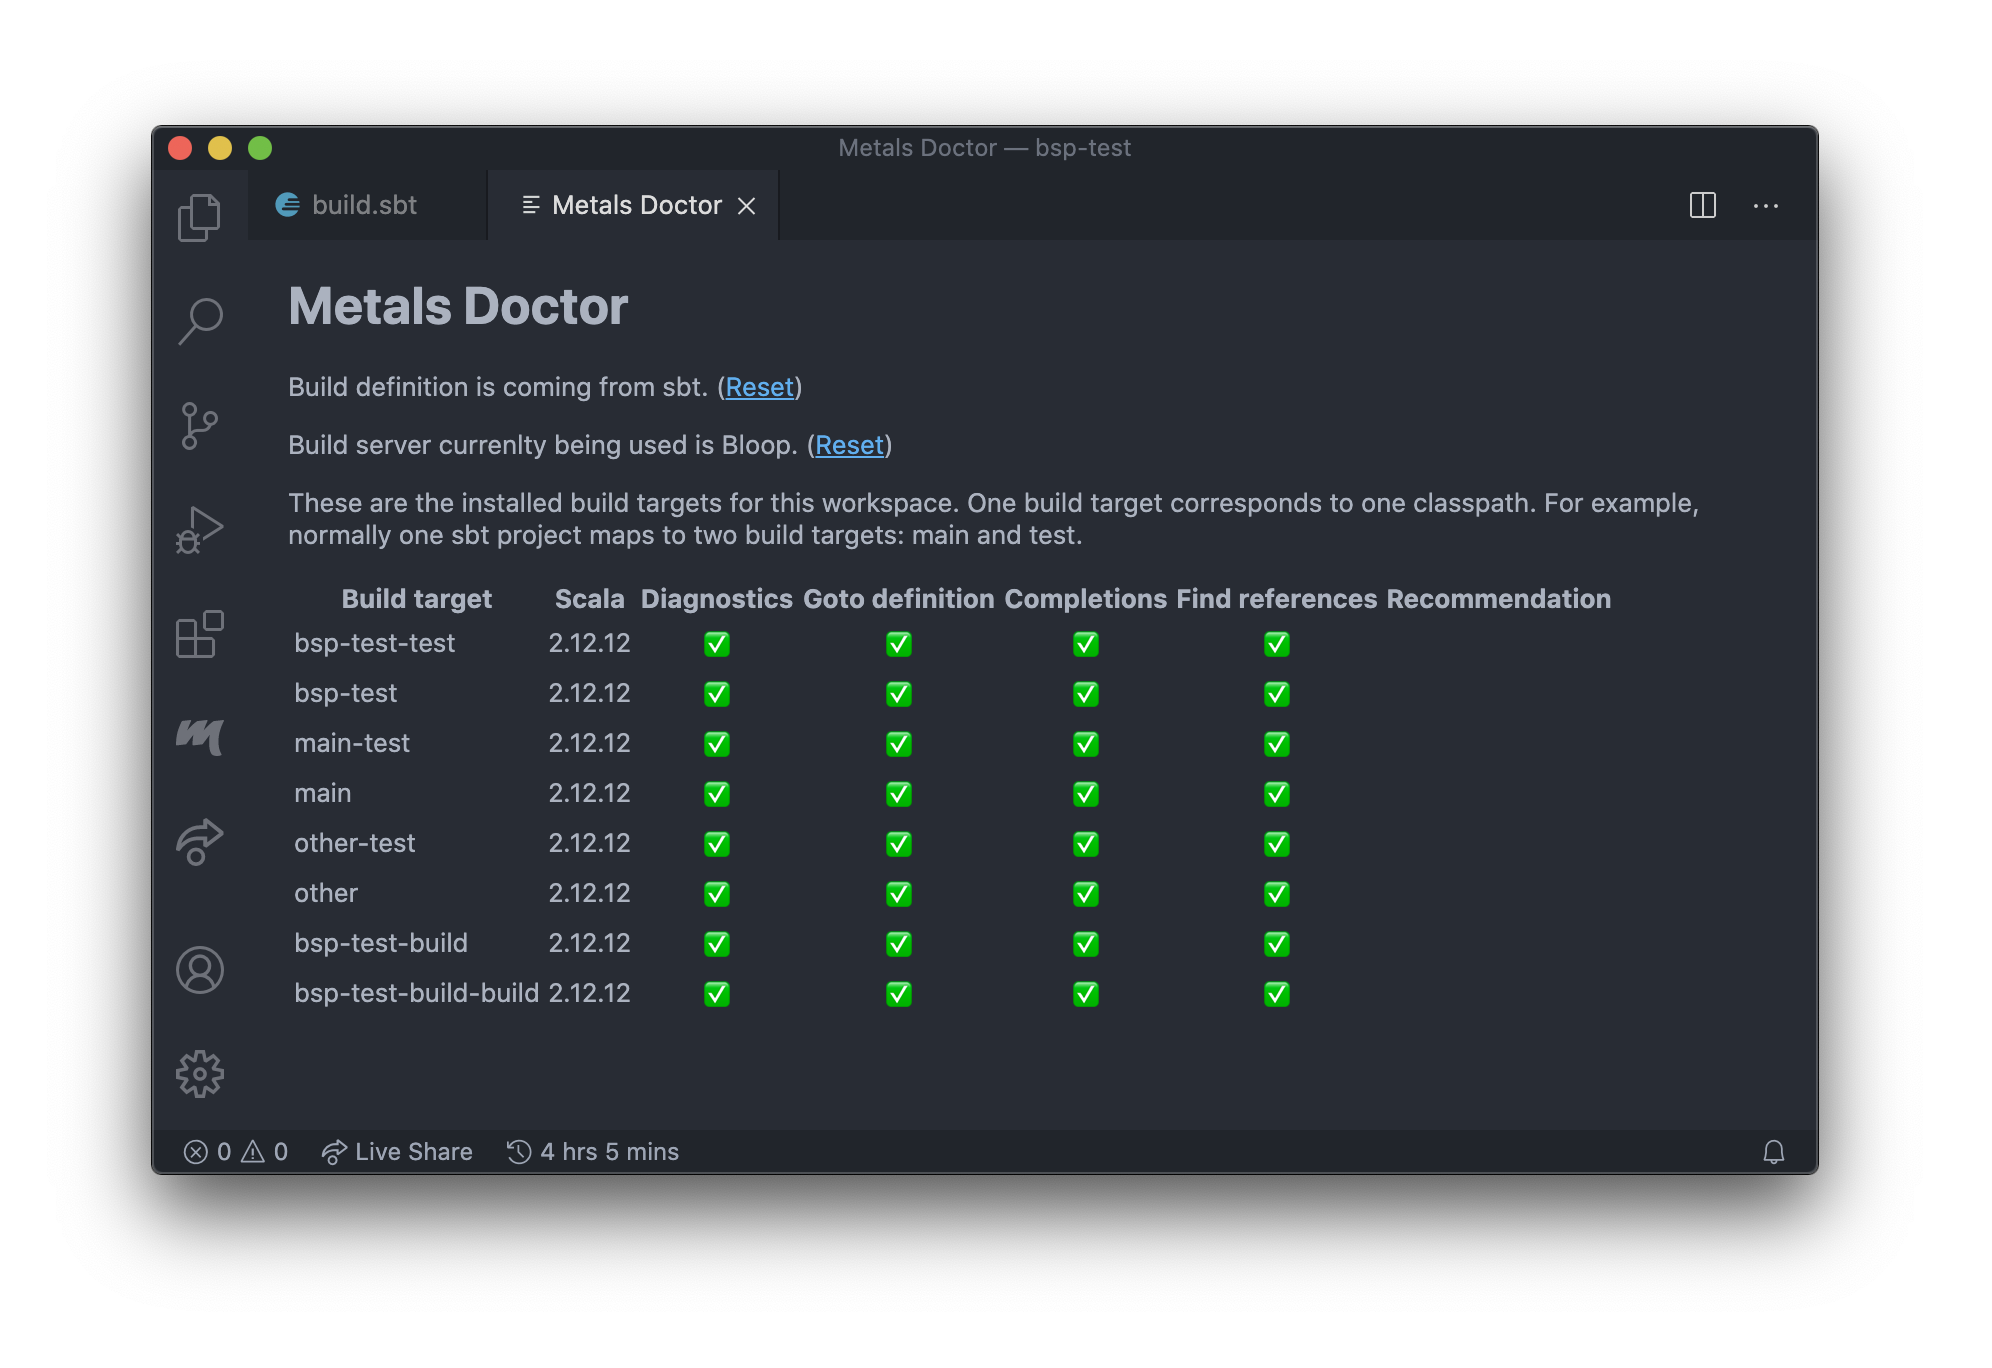 Metals Doctor — bsp-test
build.sbt
Metals Doctor
Metals Doctor
Build definition is coming from sbt. (Reset)
Build server currenlty being used is Bloop. (Reset)
These are the installed build targets for this workspace. One build target corresponds to one classpath. For example,
normally one sbt project maps to two build targets: main and test.
Build target Scala Diagnostics Goto definition Completions Find references Recommendation
bsp-test-test 2.12.12 ✅ ✅ ✅ ✅
bsp-test 2.12.12 ✅ ✅ ✅ ✅
main-test 2.12.12 ✅ ✅ ✅ ✅
main 2.12.12 ✅ ✅ ✅ ✅
other-test 2.12.12 ✅ ✅ ✅ ✅
other 2.12.12 ✅ ✅ ✅ ✅
bsp-test-build 2.12.12 ✅ ✅ ✅ ✅
bsp-test-build-build 2.12.12 ✅ ✅ ✅ ✅
0 0 Live Share 4 hrs 5 mins